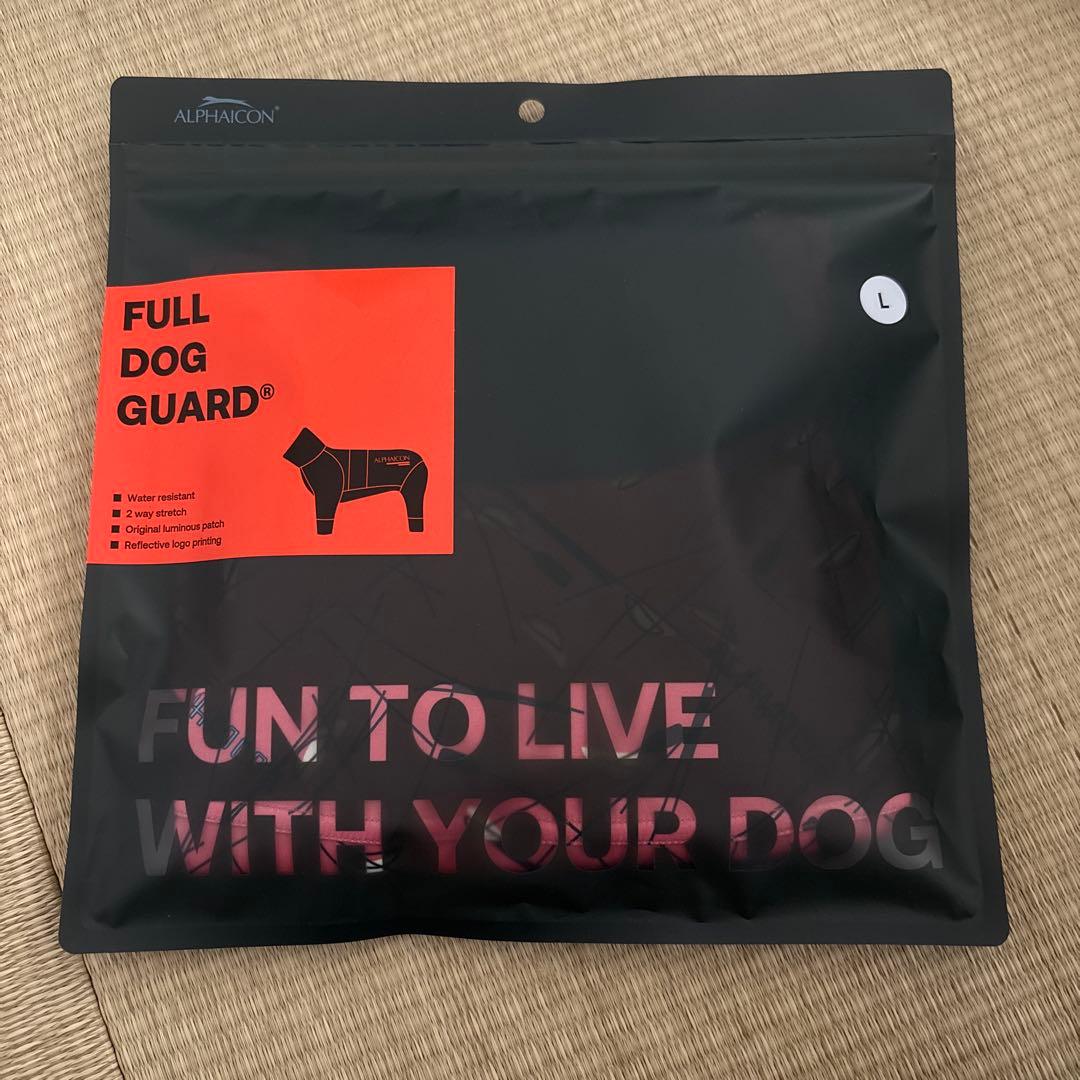 ALPHAICON®
L
FULL
DOG
GUARD®
ALPHAICON
■ Water resistant
■ 2 way stretch
■ Original luminous patch
■ Reflective logo printing
FUN TO LIVE
WITH YOUR DOG